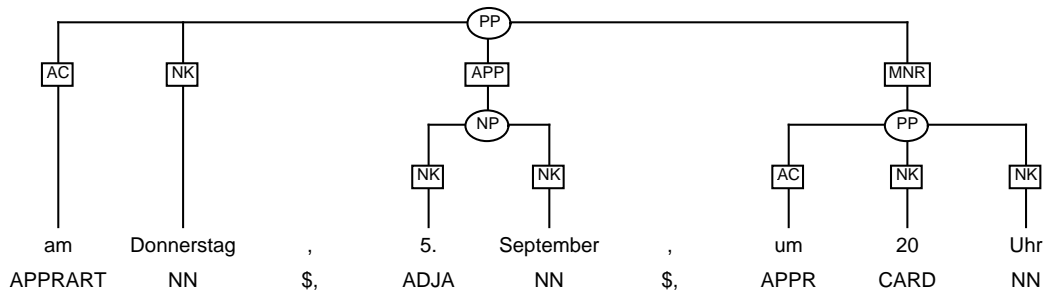 PP
AC NK APP MNR
NP PP
NK NK AC NK NK
am Donnerstag , 5. September , um 20 Uhr
APPRART NN $, ADJA NN $, APPR CARD NN